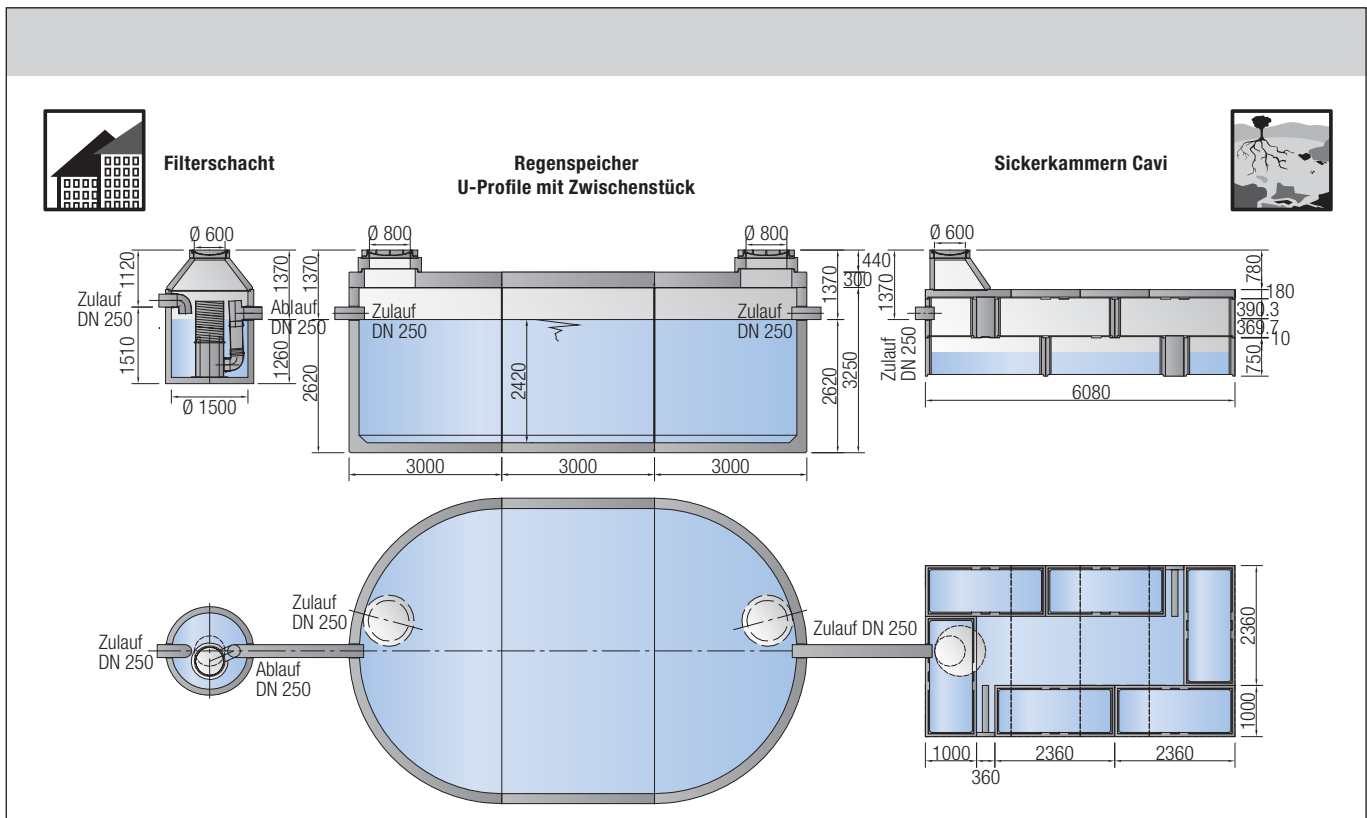 Filterschacht
Regenspeicher
U-Profile mit Zwischenstück
Sickerkammern Cavi
Ø 600
1120
1510
1370
1260
Zulauf
DN 250
Ablauf
DN 250
Ø 1500
Ø 800
Ø 800
1370
2620
Zulauf
DN 250
2420
Zulauf
DN 250
1370
2620
440
300
3250
3000
3000
3000
Ø 600
1370
Zulauf
DN 250
780
180
390.3
369.7
10
750
6080
Zulauf
DN 250
Ablauf
DN 250
Zulauf
DN 250
Zulauf
DN 250
Zulauf DN 250
2360
1000
1000
360
2360
2360